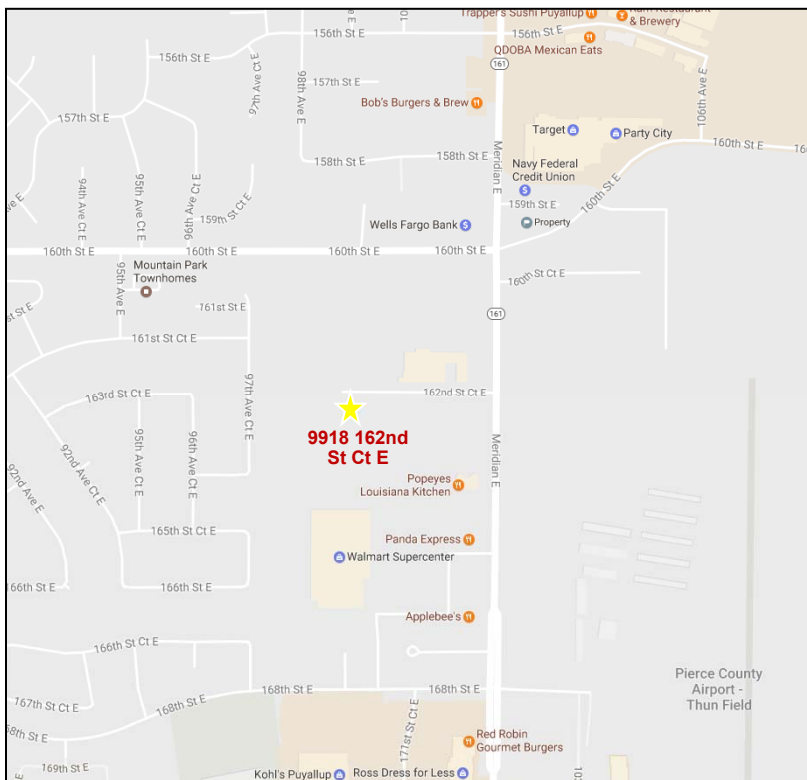 Trapper's Sushi Puyallup
Ram Restaurant
& Brewery
156th St E
156th St E
QDOBA Mexican Eats
156th St Ct E
97th Ave Ct E
98th Ave E
157th St E
161
106th Ave E
Bob's Burgers & Brew
157th St E
Target
Party City
158th St E
158th St E
Meridian E
160th St E
Navy Federal
Credit Union
94th Ave Ct E
95th Ave Ct E
96th Ave Ct E
159th St Ct E
159th St E
160th St E
Wells Fargo Bank
Property
160th St E
160th St E
160th St E
160th St E
Mountain Park
Townhomes
95th Ave E
160th St Ct E
161st St E
161
161st St Ct E
97th Ave Ct E
163rd St Ct E
162nd St Ct E
9918 162nd
St Ct E
95th Ave Ct E
96th Ave Ct E
Meridian E
92nd Ave E
92nd Ave Ct E
Popeyes
Louisiana Kitchen
165th St Ct E
Panda Express
Walmart Supercenter
166th St E
166th St E
Applebee's
166th St Ct E
Pierce County
Airport -
Thun Field
168th St E
168th St E
167th St Ct E
168th St E
171st St Ct E
Red Robin
Gourmet Burgers
169th St E
Kohl's Puyallup
Ross Dress for Less